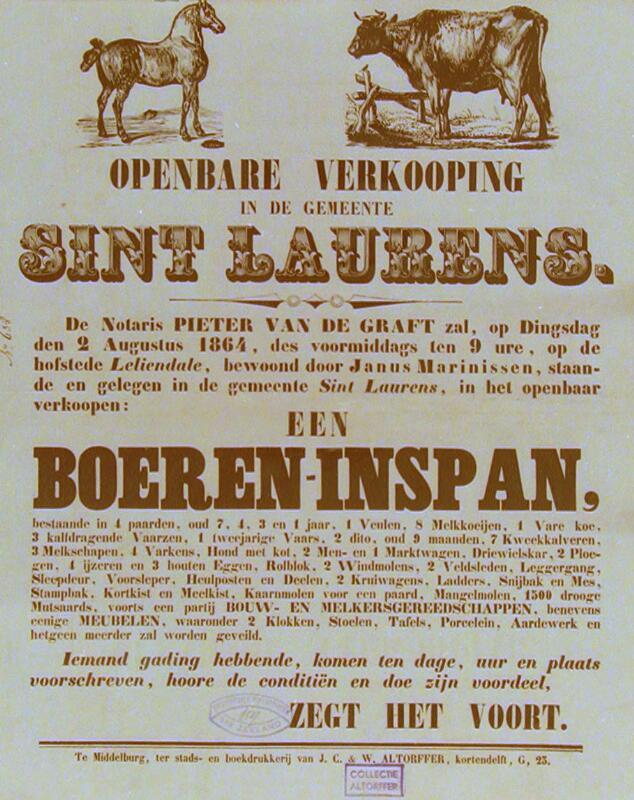 OPENBARE VERKOOPING
IN DE GEMEENTE
SINT LAURENS.
De Notaris PIETER VAN DE GRAFT zal, op Dingsdag
den 2 Augustus 1864, des voormiddags ten 9 ure, op de
hofstede Leliendale, bewoond door Janus Marinissen, staan-
de en gelegen in de gemeente Sint Laurens, in het openbaar
verkoopen:
EEN
BOEREN-INSPAN,
bestaande in 4 paarden, oud 7, 4, 3 en 1 jaar, 1 Veulen, 8 Melkkoeijen, 1 Vare koe,
3 kalfdragende Vaarzen, 1 tweejarige Vaars, 2 dito, oud 9 maanden, 7 Kweekkalveren,
3 Melkschapen, 4 Varkens, Hond met kot, 2 Men- en 1 Marktwagen, Driewielskar, 2 Ploe-
gen, 4 ijzeren en 3 houten Eggen, Rolblok, 2 Windmolens, 2 Veldsleden, Leggergang,
Sleepdeur, Voorsleper, Heulposten en Deelen, 2 Kruiwagens, Ladders, Snijbak en Mes,
Stampbak, Kortkist en Meelkist, Kaarnmolen voor een paard, Mangelmolen, 1500 drooge
Mutsaards, voorts een partij BOUW- EN MELKERSGEREEDSCHAPPEN, benevens
eenige MEUBELEN, waaronder 2 Klokken, Stoelen, Tafels, Porcelein, Aardewerk en
hetgeen meerder zal worden geveild.
Iemand gading hebbende, komen ten dage, uur en plaats
voorschreven, hoore de conditiën en doe zijn voordeel,
ZEGT HET VOORT.
Te Middelburg, ter stads- en boekdrukkerij van J. C. & W. ALTORFFER, kortendelft, G, 23.
COLLECTIE
ALTORFFER